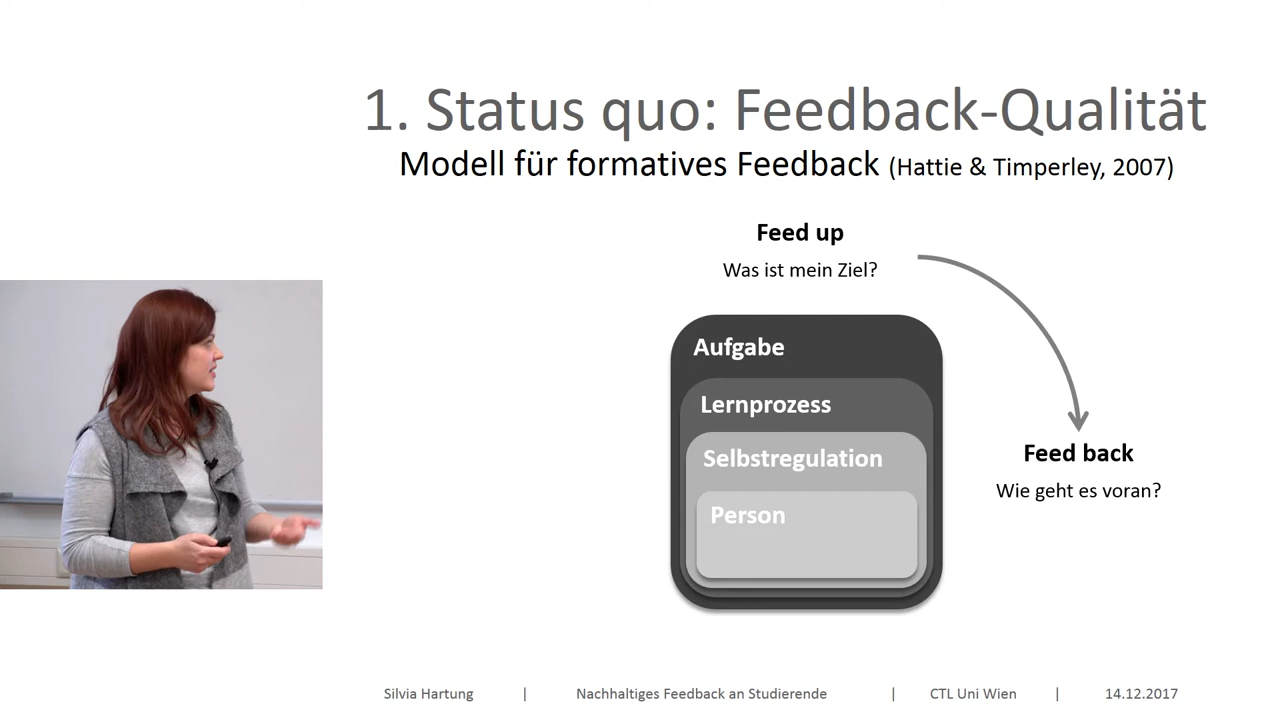 1. Status quo: Feedback-Qualität
Modell für formatives Feedback (Hattie & Timperley, 2007)
Feed up
Was ist mein Ziel?
Aufgabe
Lernprozess
Selbstregulation
Person
Feed back
Wie geht es voran?
Silvia Hartung | Nachhaltiges Feedback an Studierende | CTL Uni Wien | 14.12.2017